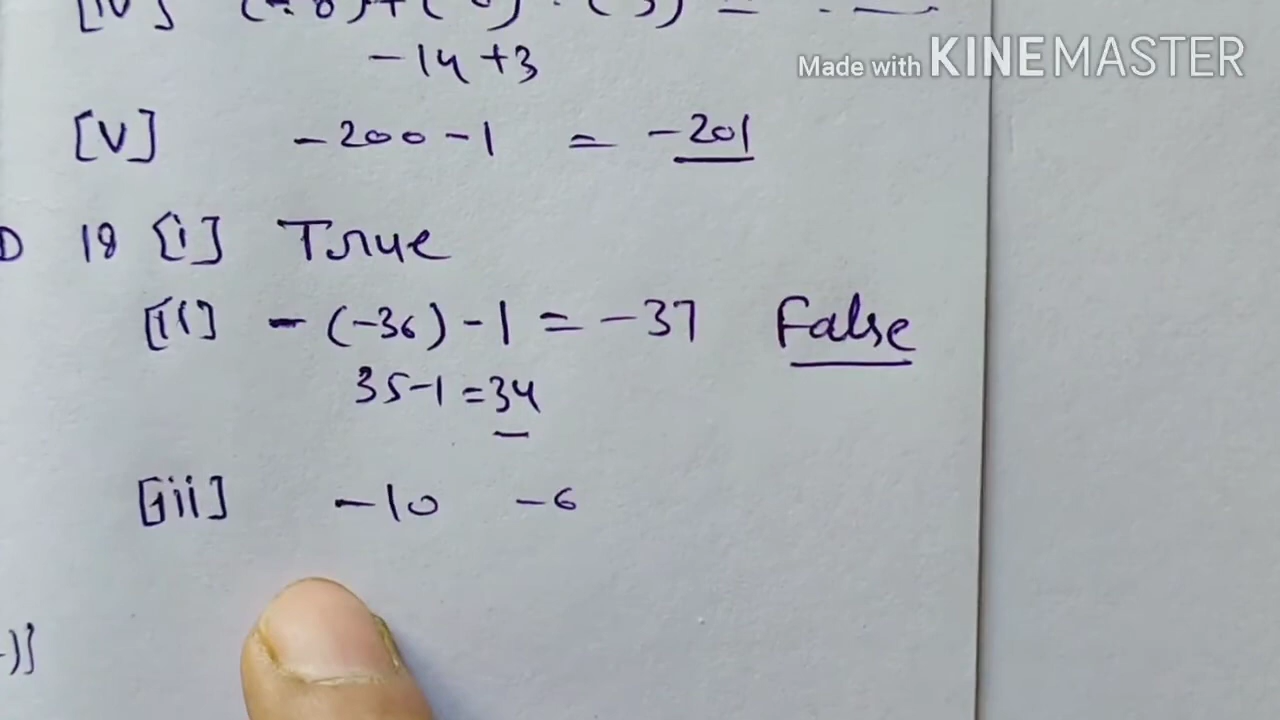 Made with KINEMASTER
-14+3
[V] -200-1 = -201
D 18 [i] True
[ii] -(-36)-1=-37 False
35-1=34
[iii] -10 -6